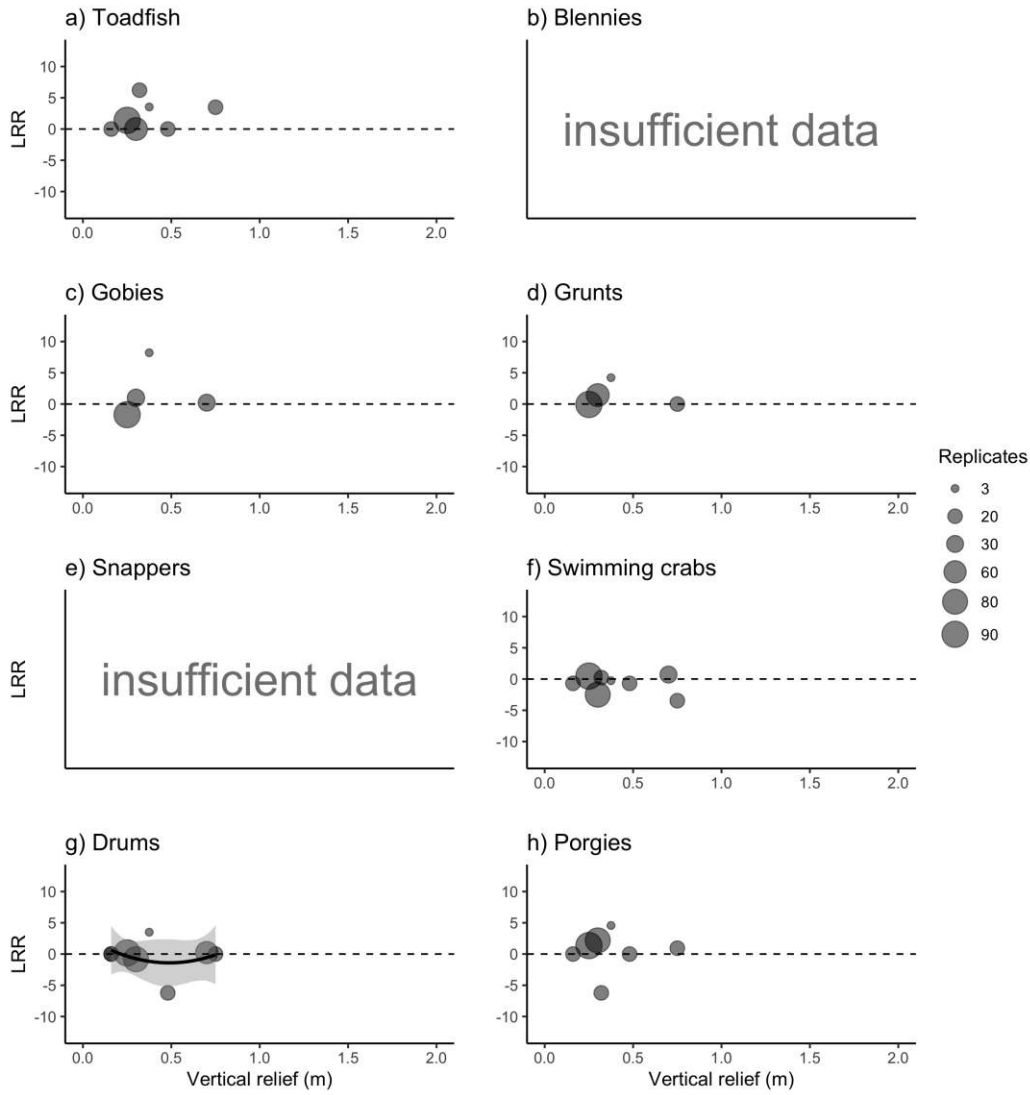 a) Toadfish
b) Blennies
LRR
10
5
0
-5
-10
insufficient data
0.0 0.5 1.0 1.5 2.0
c) Gobies
d) Grunts
LRR
10
5
0
-5
-10
10
5
0
-5
-10
0.0 0.5 1.0 1.5 2.0
0.0 0.5 1.0 1.5 2.0
Replicates
3
20
30
60
80
90
e) Snappers
f) Swimming crabs
LRR
insufficient data
10
5
0
-5
-10
0.0 0.5 1.0 1.5 2.0
g) Drums
h) Porgies
LRR
10
5
0
-5
-10
10
5
0
-5
-10
0.0 0.5 1.0 1.5 2.0
0.0 0.5 1.0 1.5 2.0
Vertical relief (m)
Vertical relief (m)